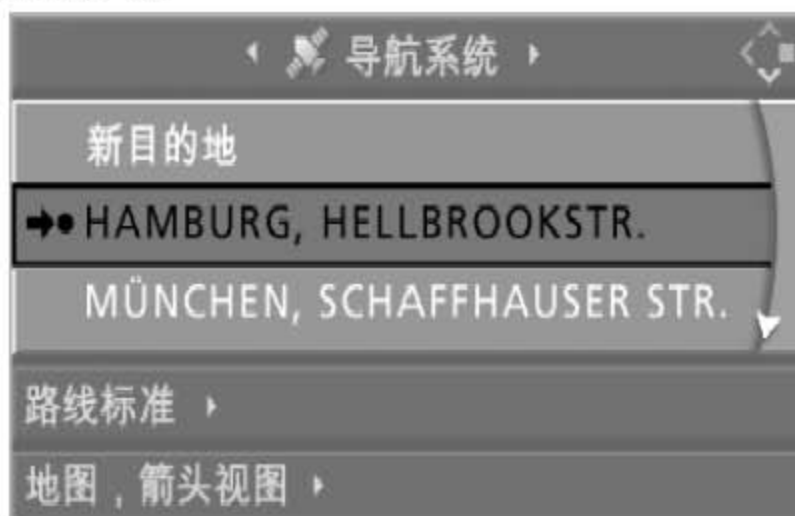 导航系统
新目的地
HAMBURG, HELLBROOKSTR.
MÜNCHEN, SCHAFFHAUSER STR.
路线标准
地图，箭头视图